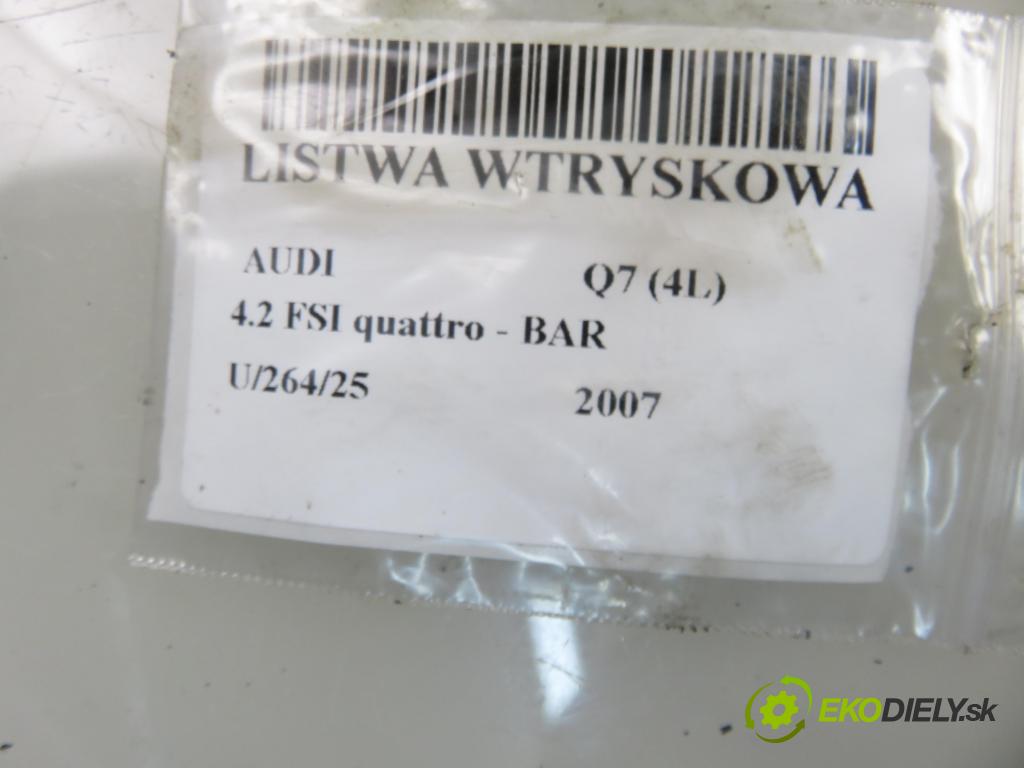 LISTWA WTRYSKOWA
AUDI Q7 (4L)
4.2 FSI quattro - BAR
U/264/25 2007
EKODIELY.sk